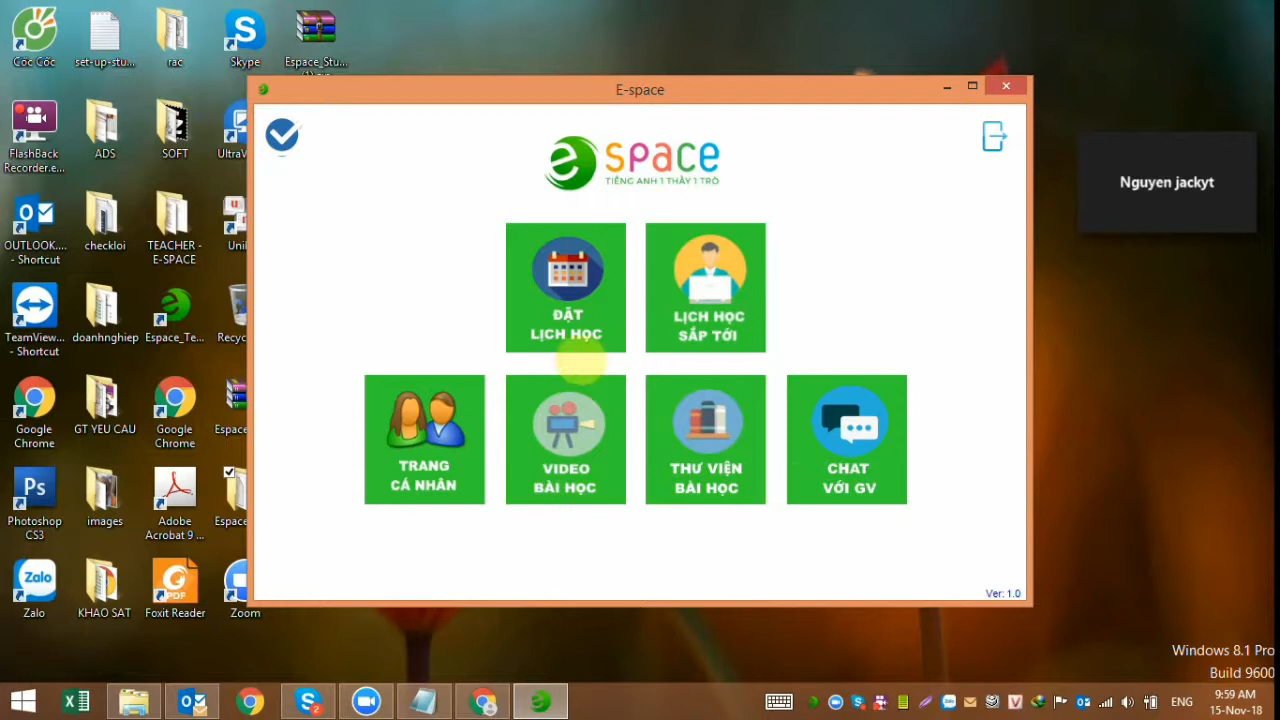 Cốc Cốc
set-up-stu...
rac
Skype
Espace_Stu...
FlashBack
Recorder.e...
ADS
SOFT
OUTLOOK....
- Shortcut
checkloi
TEACHER -
E-SPACE
TeamView...
- Shortcut
doanhnghiep
Espace_Te...
Google
Chrome
GT YEU CAU
Google
Chrome
Ps
Photoshop
CS3
images
Adobe
Acrobat 9 ...
Zalo
Zalo
KHAO SAT
PDF
Foxit Reader
Zoom
E-space
e space
TIẾNG ANH 1 THẦY 1 TRÒ
ĐẶT
LỊCH HỌC
LỊCH HỌC
SẮP TỚI
TRANG
CÁ NHÂN
VIDEO
BÀI HỌC
THƯ VIỆN
BÀI HỌC
CHAT
VỚI GV
Ver: 1.0
Nguyen jackyt
Windows 8.1 Pro
Build 9600
ENG
9:59 AM
15-Nov-18